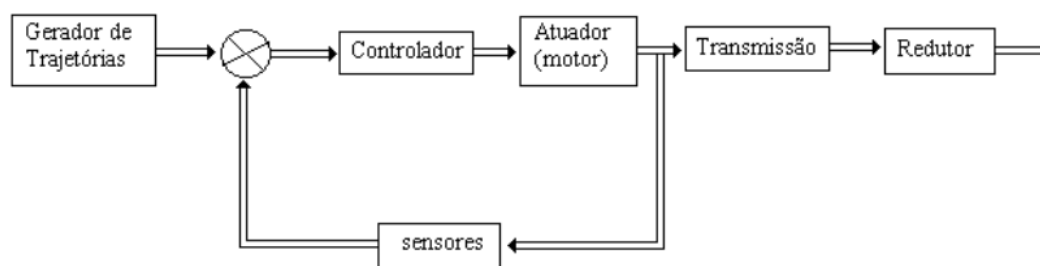 Gerador de
Trajetórias
Controlador
Atuador
(motor)
Transmissão
Redutor
sensores